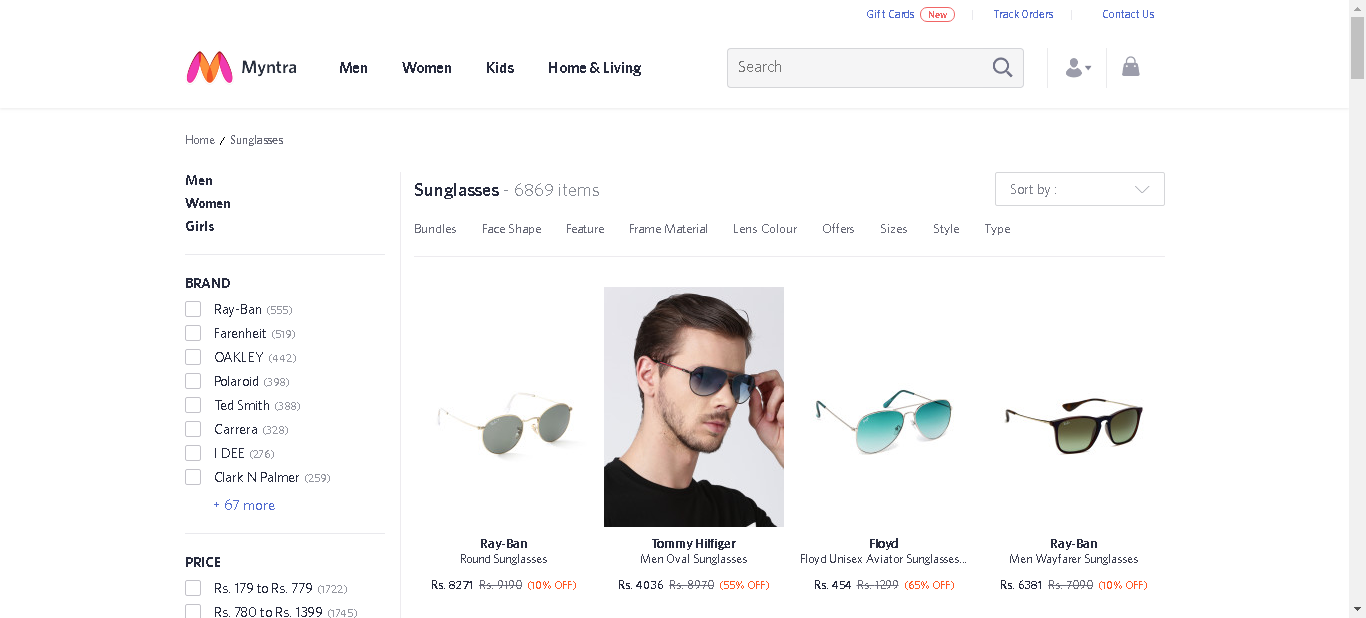 Gift Cards New Track Orders Contact Us
Myntra Men Women Kids Home & Living Search
Home / Sunglasses
Men
Women
Girls
BRAND
Ray-Ban (555)
Farenheit (519)
OAKLEY (442)
Polaroid (398)
Ted Smith (388)
Carrera (328)
I DEE (276)
Clark N Palmer (259)
+ 67 more
PRICE
Rs. 179 to Rs. 779 (1722)
Rs. 780 to Rs. 1399 (1745)
Sunglasses - 6869 items
Sort by :
Bundles Face Shape Feature Frame Material Lens Colour Offers Sizes Style Type
Ray-Ban
Round Sunglasses
Rs. 8271 Rs. 9190 (10% OFF)
Tommy Hilfiger
Men Oval Sunglasses
Rs. 4036 Rs. 8970 (55% OFF)
Floyd
Floyd Unisex Aviator Sunglasses...
Rs. 454 Rs. 1299 (65% OFF)
Ray-Ban
Men Wayfarer Sunglasses
Rs. 6381 Rs. 7090 (10% OFF)